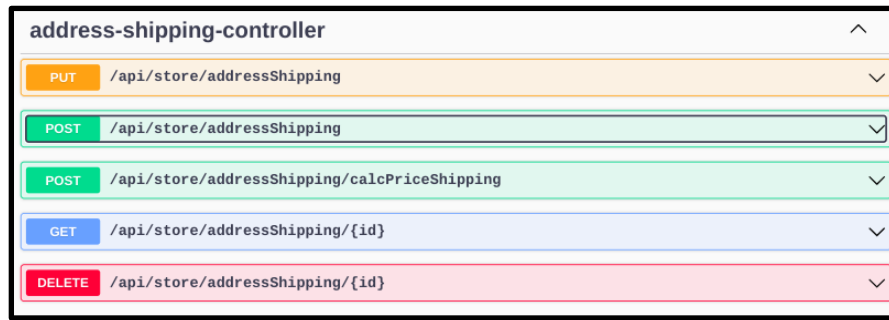 address-shipping-controller
PUT /api/store/addressShipping
POST /api/store/addressShipping
POST /api/store/addressShipping/calcPriceShipping
GET /api/store/addressShipping/{id}
DELETE /api/store/addressShipping/{id}